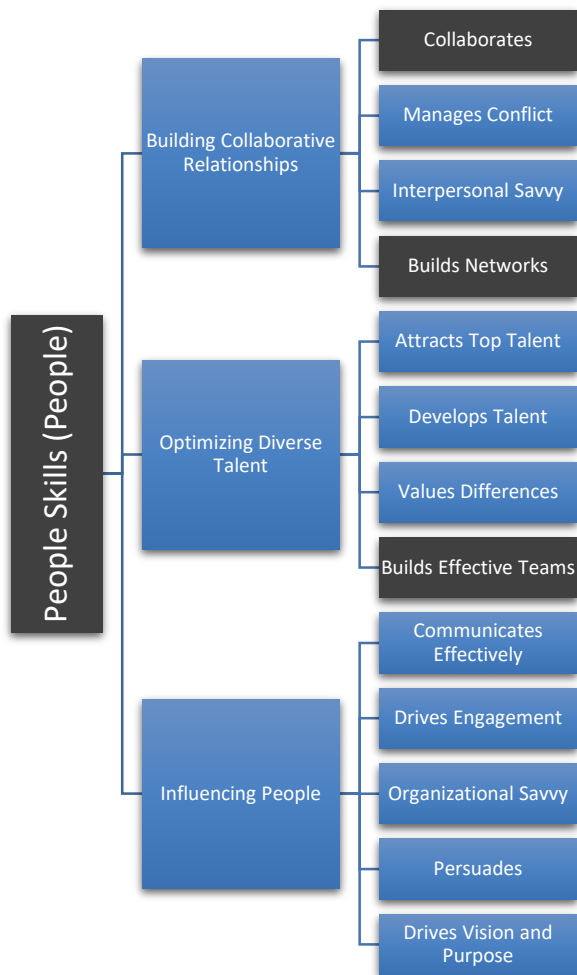 People Skills (People)
Building Collaborative
Relationships
Collaborates
Manages Conflict
Interpersonal Savvy
Builds Networks
Optimizing Diverse
Talent
Attracts Top Talent
Develops Talent
Values Differences
Builds Effective Teams
Influencing People
Communicates
Effectively
Drives Engagement
Organizational Savvy
Persuades
Drives Vision and
Purpose